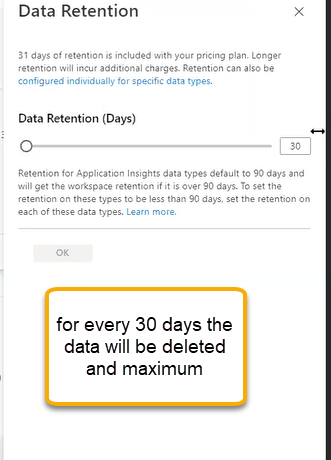 Data Retention
31 days of retention is included with your pricing plan. Longer
retention will incur additional charges. Retention can also be
configured individually for specific data types.
Data Retention (Days)
30
Retention for Application Insights data types default to 90 days and
will get the workspace retention if it is over 90 days. To set the
retention on these types to be less than 90 days, set the retention on
each of these data types. Learn more.
OK
for every 30 days the
data will be deleted
and maximum